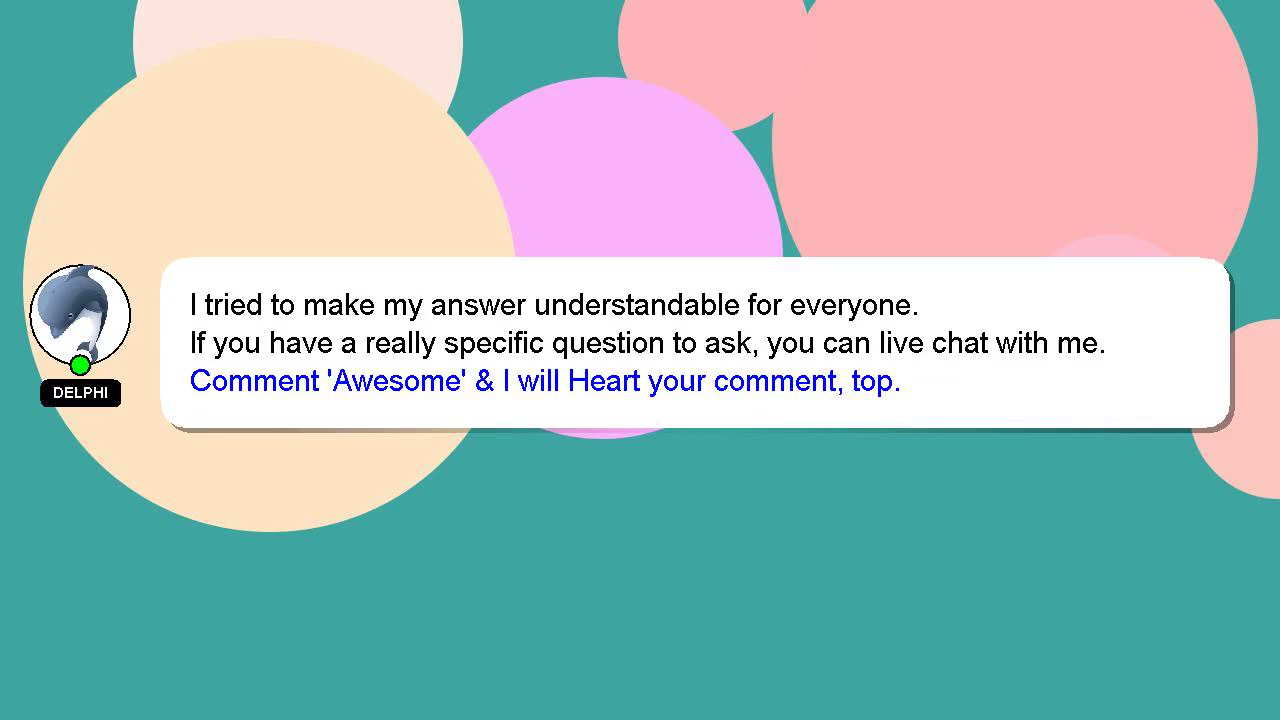 I tried to make my answer understandable for everyone.
If you have a really specific question to ask, you can live chat with me.
Comment 'Awesome' & I will Heart your comment, top.
DELPHI